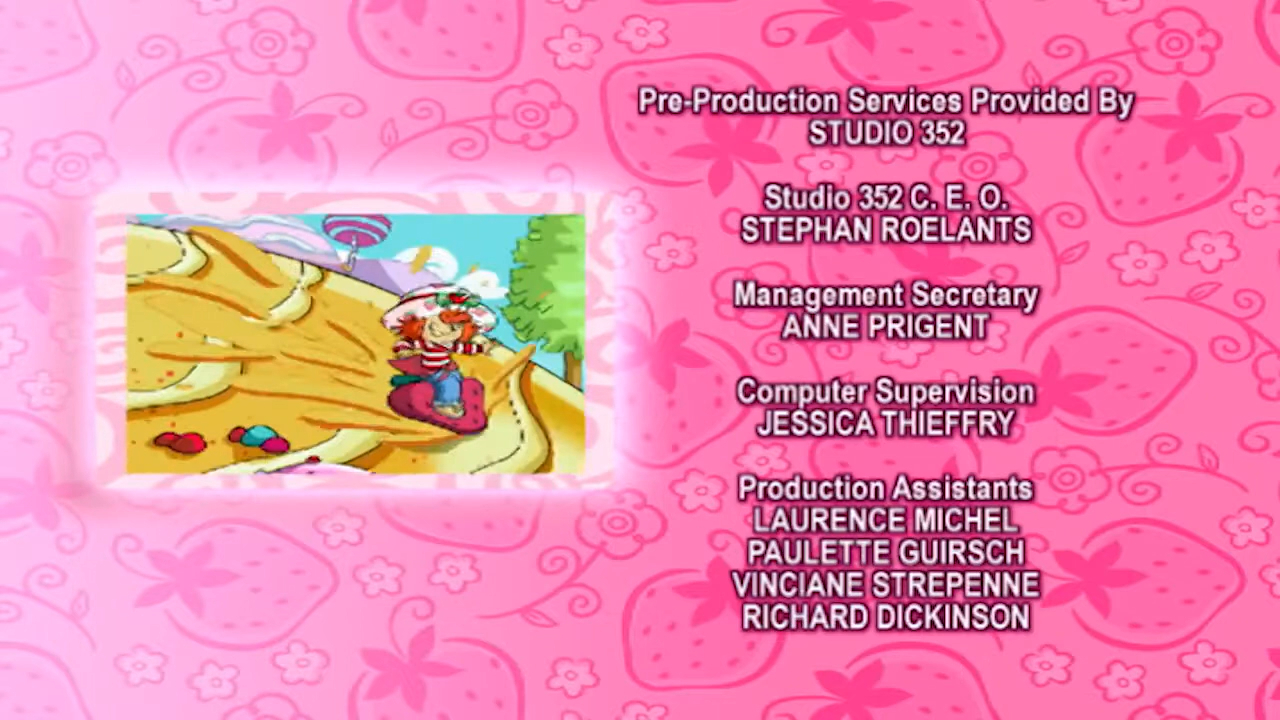 Pre-Production Services Provided By
STUDIO 352
Studio 352 C. E. O.
STEPHAN ROELANTS
Management Secretary
ANNE PRIGENT
Computer Supervision
JESSICA THIEFFRY
Production Assistants
LAURENCE MICHEL
PAULETTE GUIRSCH
VINCIANE STREPENNE
RICHARD DICKINSON